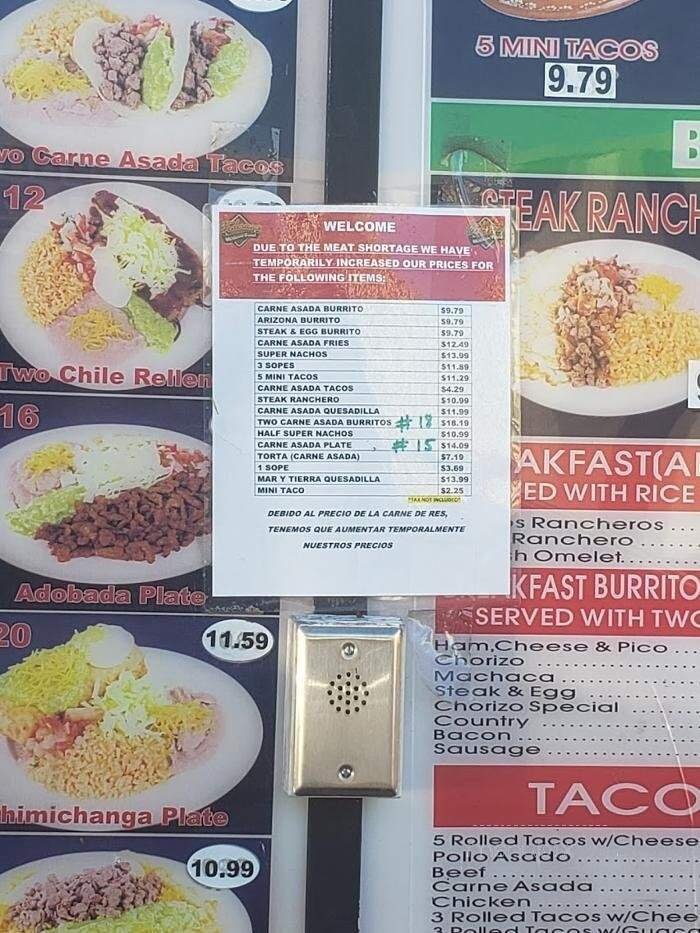 vo Carne Asada Tacos
12
Two Chile Rellen
16
Adobada Plate
20
11.59
himichanga Plate
10.99
WELCOME
DUE TO THE MEAT SHORTAGE WE HAVE
TEMPORARILY INCREASED OUR PRICES FOR
THE FOLLOWING ITEMS:
CARNE ASADA BURRITO $9.79
ARIZONA BURRITO $9.79
STEAK & EGG BURRITO $9.79
CARNE ASADA FRIES $12.49
SUPER NACHOS $13.99
3 SOPES $11.89
5 MINI TACOS $11.29
CARNE ASADA TACOS $4.29
STEAK RANCHERO $10.99
CARNE ASADA QUESADILLA $11.99
TWO CARNE ASADA BURRITOS # 18 $18.19
HALF SUPER NACHOS $10.99
CARNE ASADA PLATE # 15 $14.09
TORTA (CARNE ASADA) $7.19
1 SOPE $3.69
MAR Y TIERRA QUESADILLA $13.99
MINI TACO $2.25
*TAX NOT INCLUDED*
DEBIDO AL PRECIO DE LA CARNE DE RES,
TENEMOS QUE AUMENTAR TEMPORALMENTE
NUESTROS PRECIOS
5 MINI TACOS
9.79
STEAK RANCH
AKFAST(A
ED WITH RICE
s Rancheros ...
Ranchero ......
h Omelet.......
KFAST BURRITO
SERVED WITH TWO
Ham,Cheese & Pico ...
Chorizo
Machaca
Steak & Egg
Chorizo Special
Country
Bacon
Sausage
TACO
5 Rolled Tacos w/Cheese
Pollo Asado
Beef
Carne Asada
Chicken
3 Rolled Tacos w/Chee
3 Rolled Tacos w/Guac